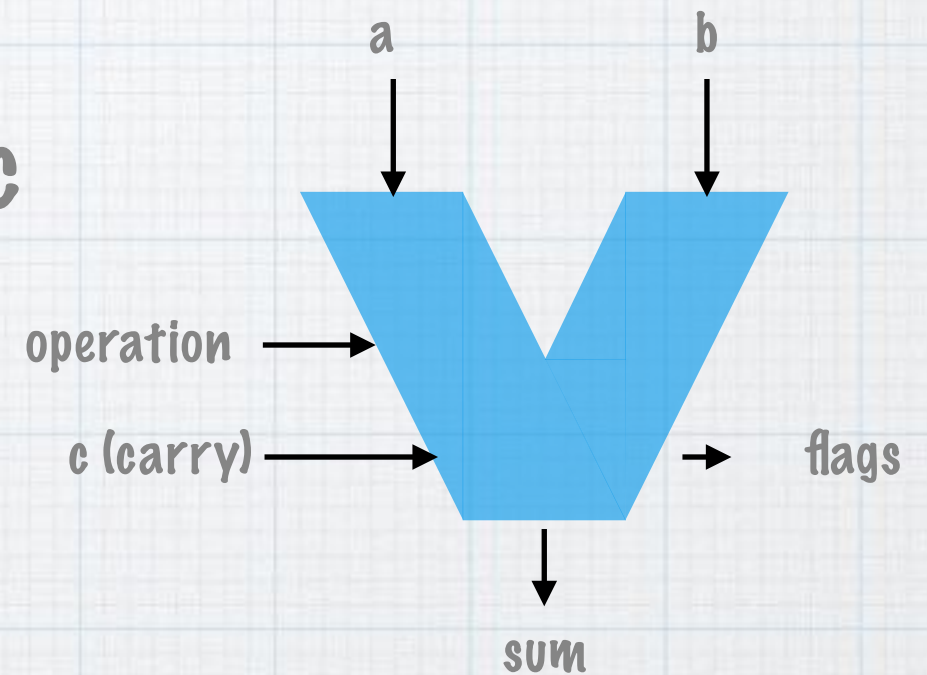 a
b
c
operation
c (carry)
flags
sum